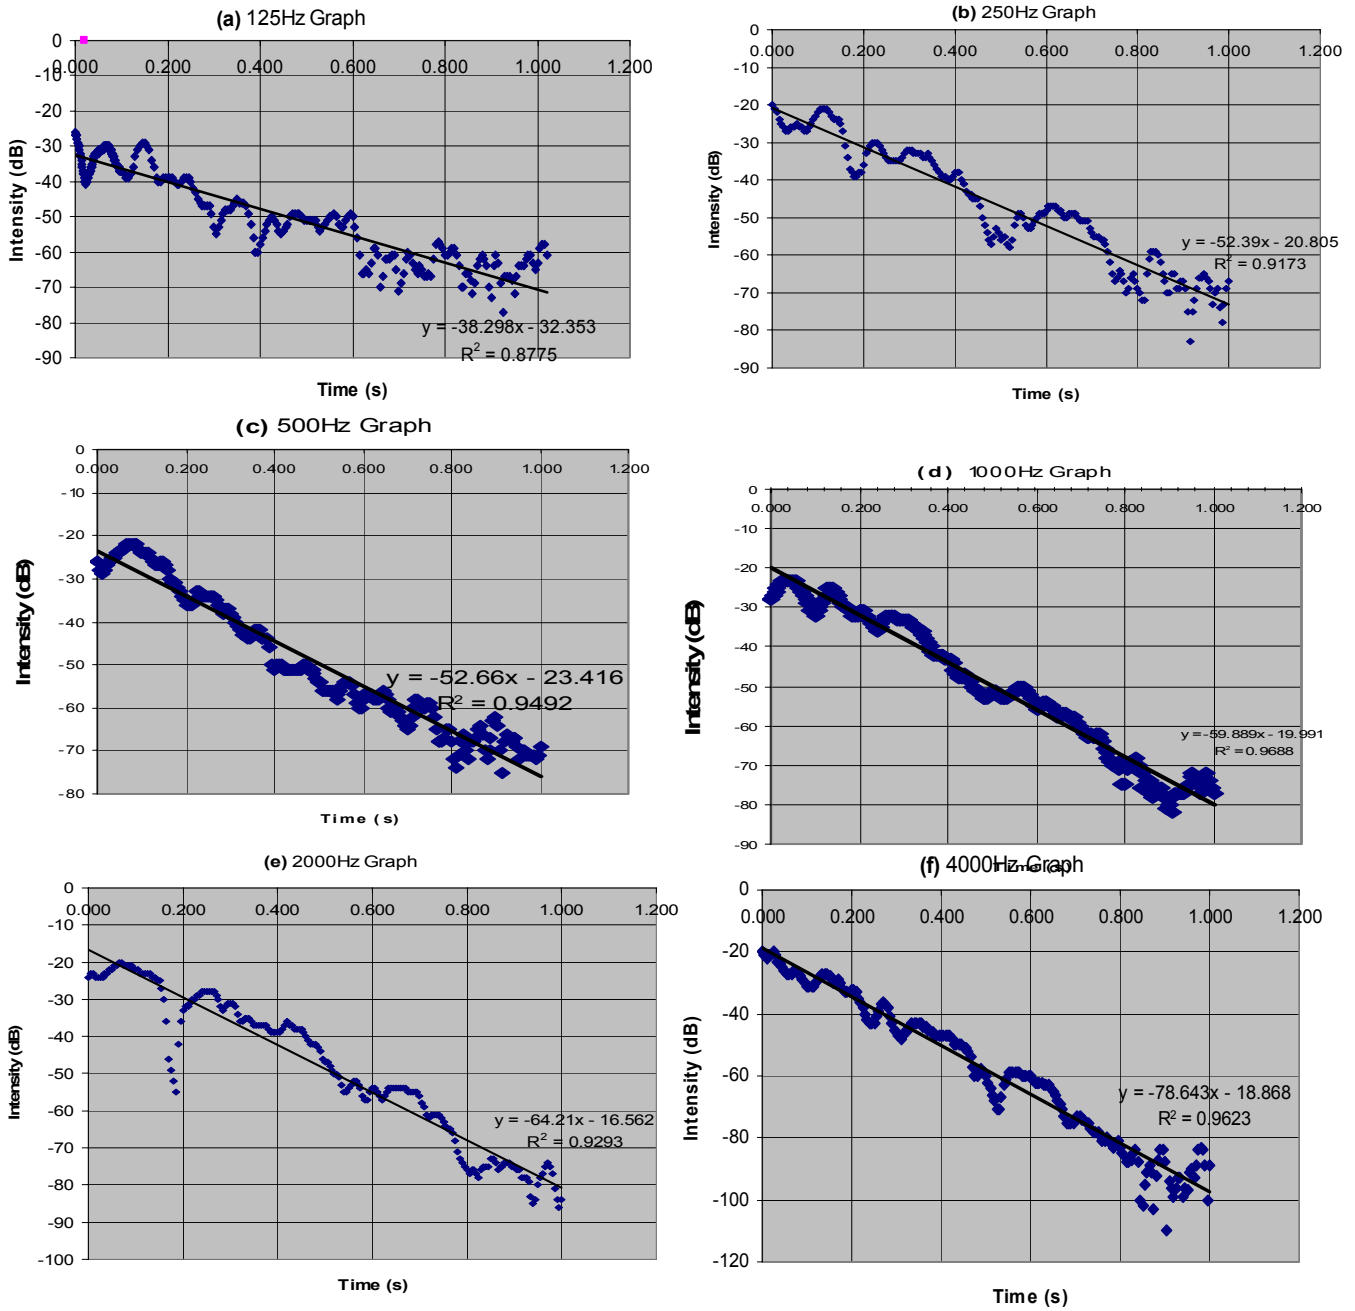 (a) 125Hz Graph
0
-10
-20
-30
-40
-50
-60
-70
-80
-90
0.000 0.200 0.400 0.600 0.800 1.000 1.200
Intensity (dB)
y = -38.298x - 32.353
R² = 0.8775
Time (s)
(b) 250Hz Graph
0
-10
-20
-30
-40
-50
-60
-70
-80
-90
0.000 0.200 0.400 0.600 0.800 1.000 1.200
Intensity (dB)
y = -52.39x - 20.805
R² = 0.9173
Time (s)
(c) 500Hz Graph
0
-10
-20
-30
-40
-50
-60
-70
-80
0.000 0.200 0.400 0.600 0.800 1.000 1.200
Intensity (dB)
y = -52.66x - 23.416
R² = 0.9492
Time (s)
(d) 1000Hz Graph
0
-10
-20
-30
-40
-50
-60
-70
-80
-90
0.000 0.200 0.400 0.600 0.800 1.000 1.200
Intensity (dB)
y = -59.889x - 19.991
R² = 0.9688
Time (s)
(e) 2000Hz Graph
0
-10
-20
-30
-40
-50
-60
-70
-80
-90
-100
0.000 0.200 0.400 0.600 0.800 1.000 1.200
Intensity (dB)
y = -64.21x - 16.562
R² = 0.9293
Time (s)
(f) 4000Hz Graph
0
-20
-40
-60
-80
-100
-120
0.000 0.200 0.400 0.600 0.800 1.000 1.200
Intensity (dB)
y = -78.643x - 18.868
R² = 0.9623
Time (s)